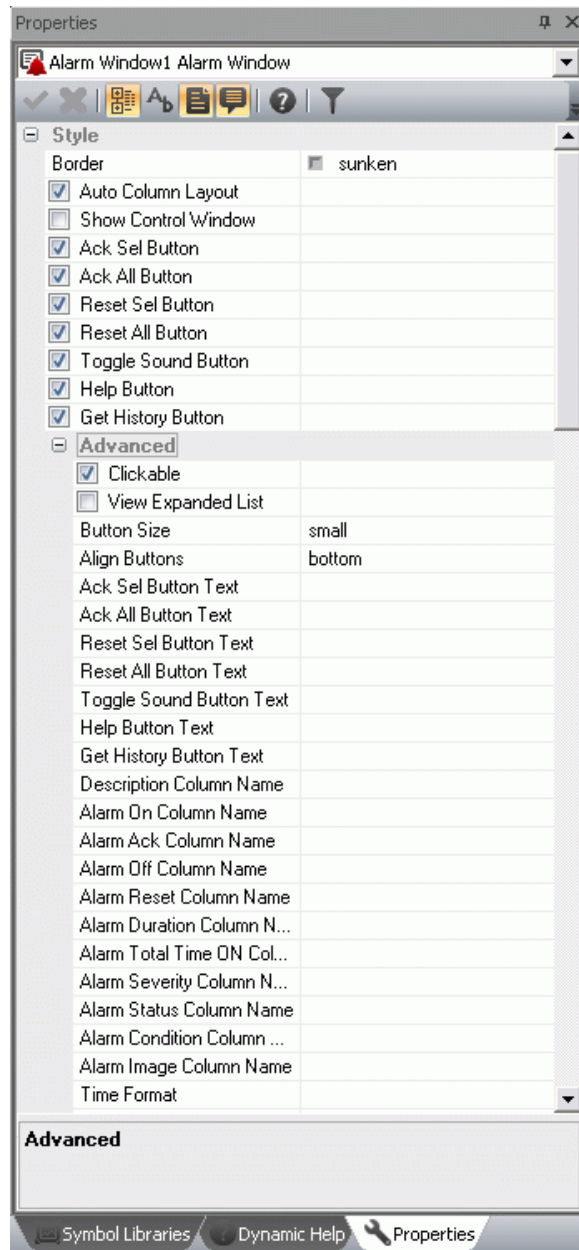 Properties
Alarm Window1 Alarm Window
Ab
Style
Border sunken
Auto Column Layout
Show Control Window
Ack Sel Button
Ack All Button
Reset Sel Button
Reset All Button
Toggle Sound Button
Help Button
Get History Button
Advanced
Clickable
View Expanded List
Button Size small
Align Buttons bottom
Ack Sel Button Text
Ack All Button Text
Reset Sel Button Text
Reset All Button Text
Toggle Sound Button Text
Help Button Text
Get History Button Text
Description Column Name
Alarm On Column Name
Alarm Ack Column Name
Alarm Off Column Name
Alarm Reset Column Name
Alarm Duration Column N...
Alarm Total Time ON Col...
Alarm Severity Column N...
Alarm Status Column Name
Alarm Condition Column ...
Alarm Image Column Name
Time Format
Advanced
Symbol Libraries Dynamic Help Properties